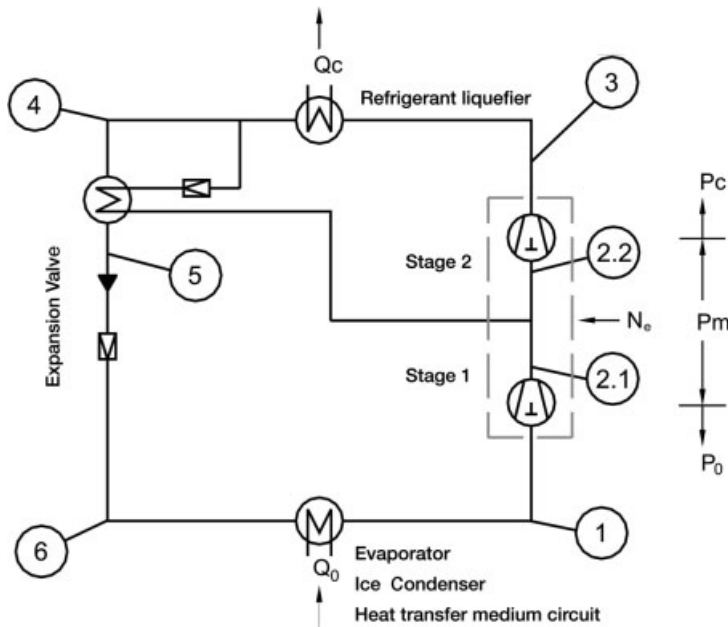 Qc
4
Refrigerant liquefier
3
Pc
Stage 2
2.2
5
Expansion Valve
Nₑ
Pm
Stage 1
2.1
P₀
6
Q₀
1
Evaporator
Ice Condenser
Heat transfer medium circuit